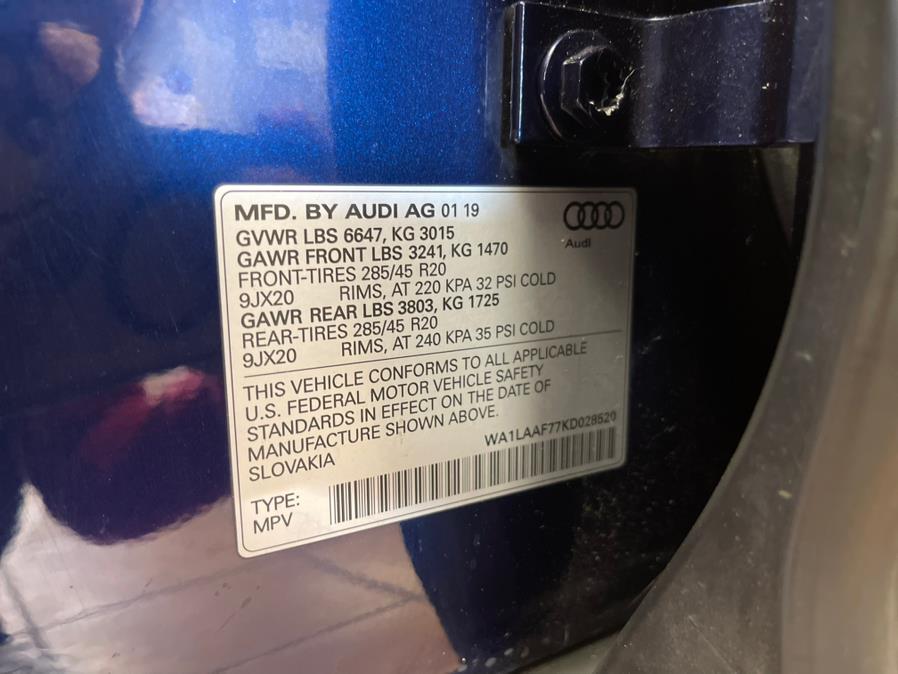 MFD. BY AUDI AG 01 19
GVWR LBS 6647, KG 3015
GAWR FRONT LBS 3241, KG 1470
FRONT-TIRES 285/45 R20
9JX20 RIMS, AT 220 KPA 32 PSI COLD
GAWR REAR LBS 3803, KG 1725
REAR-TIRES 285/45 R20
9JX20 RIMS, AT 240 KPA 35 PSI COLD
Audi
THIS VEHICLE CONFORMS TO ALL APPLICABLE
U.S. FEDERAL MOTOR VEHICLE SAFETY
STANDARDS IN EFFECT ON THE DATE OF
MANUFACTURE SHOWN ABOVE.
SLOVAKIA
WA1LAAF77KD028520
TYPE:
MPV